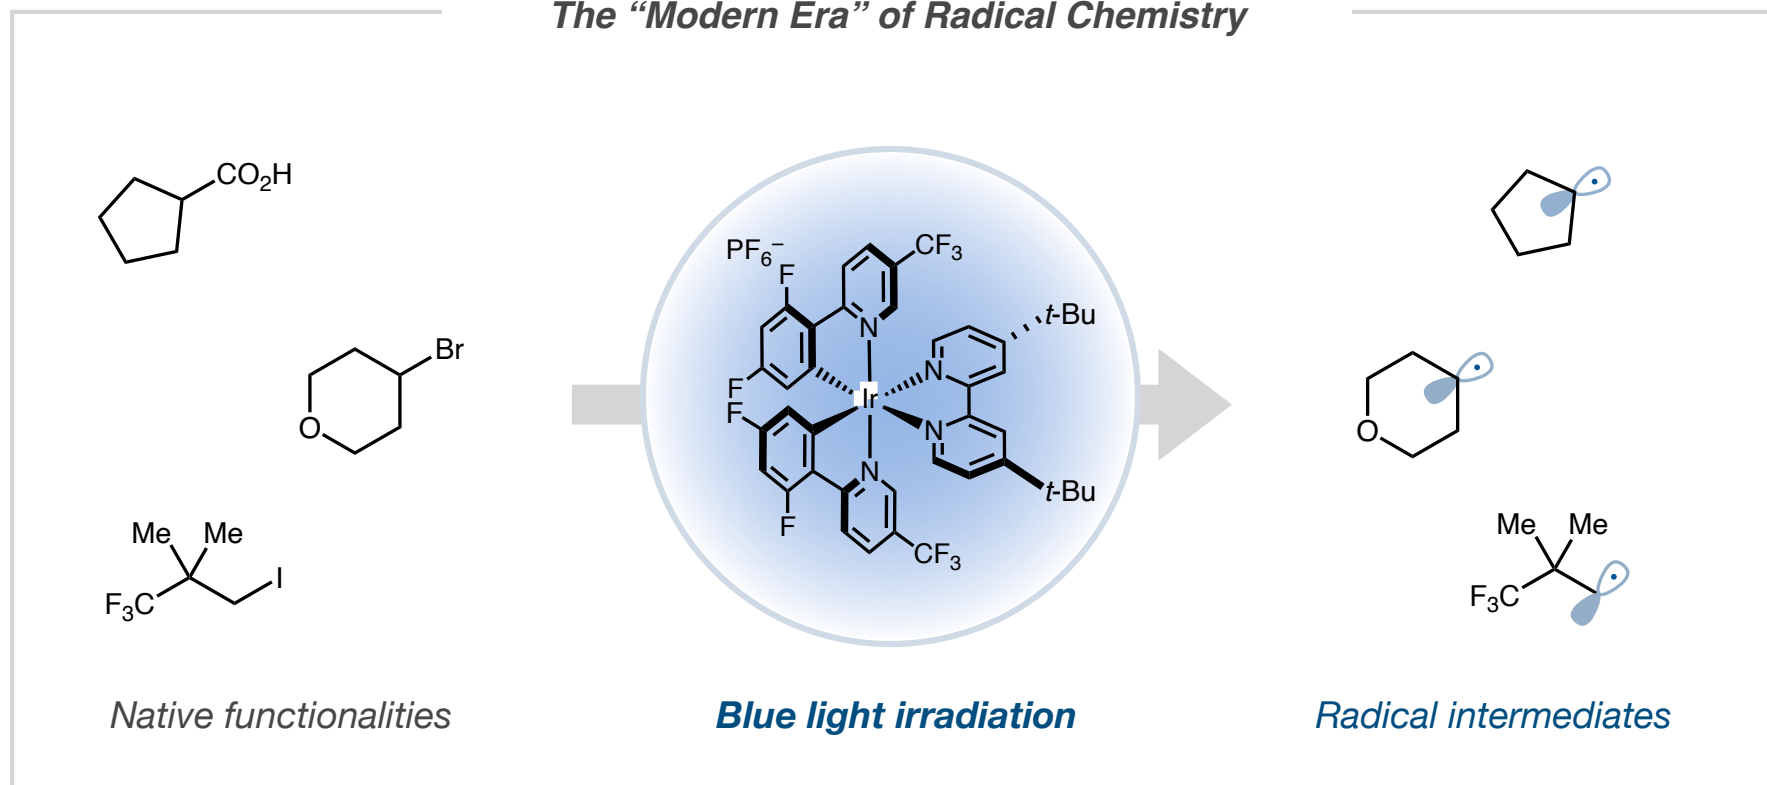 The “Modern Era” of Radical Chemistry
CO₂H
Br
O
Me Me
F₃C
I
PF₆⁻
F
CF₃
N
t-Bu
N
F
Ir
F
N
N
t-Bu
F
CF₃
O
Me Me
F₃C
Native functionalities
Blue light irradiation
Radical intermediates